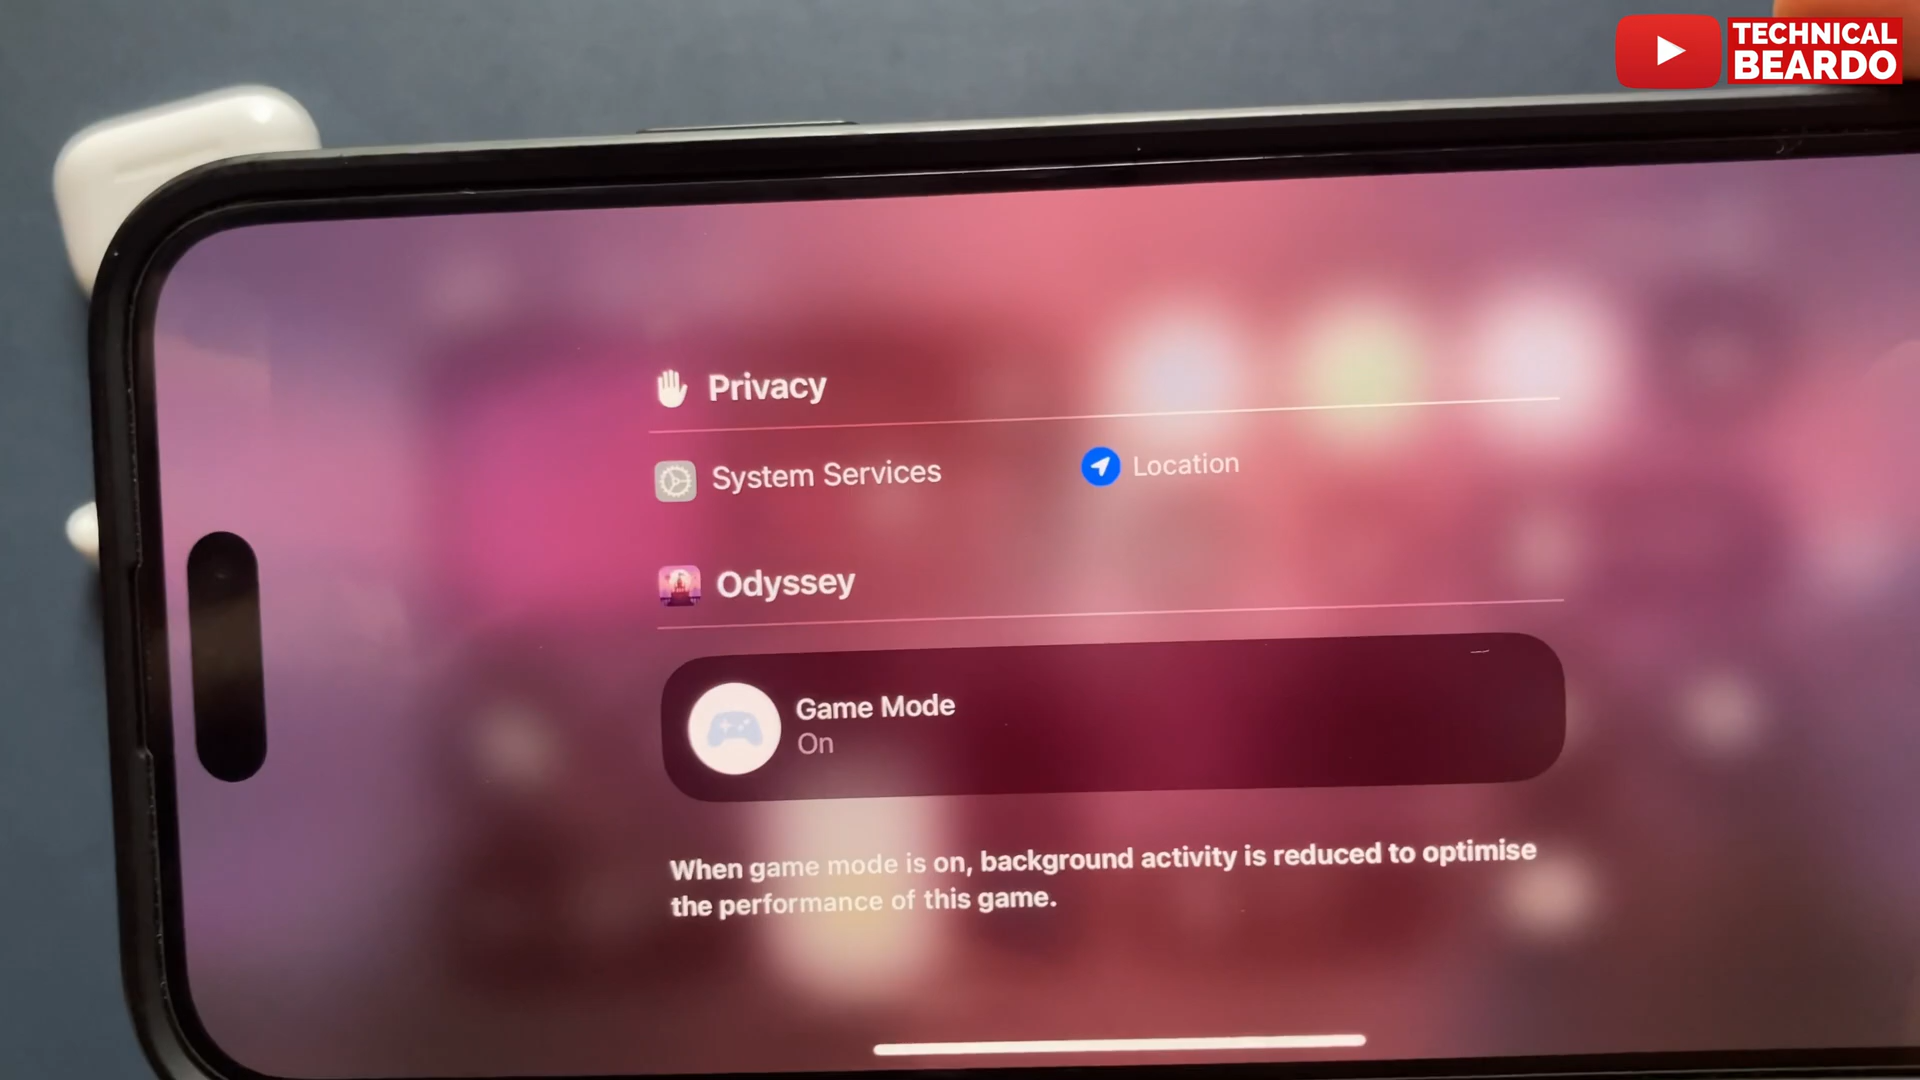 TECHNICAL
BEARDO
Privacy
System Services
Location
Odyssey
Game Mode
On
When game mode is on, background activity is reduced to optimise
the performance of this game.